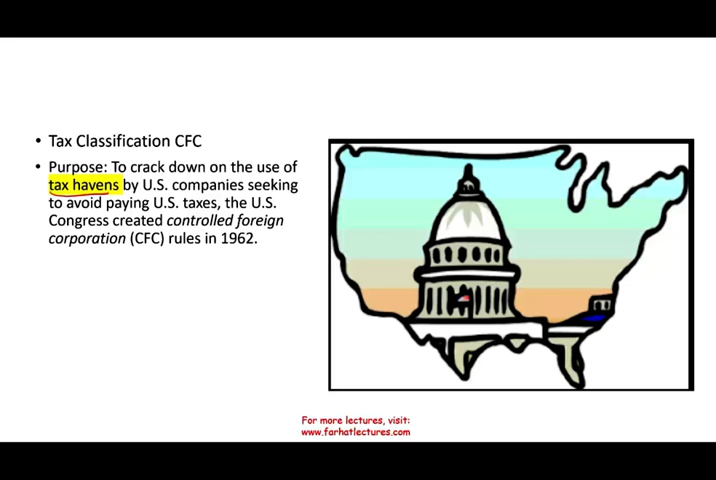 • Tax Classification CFC
• Purpose: To crack down on the use of
tax havens by U.S. companies seeking
to avoid paying U.S. taxes, the U.S.
Congress created controlled foreign
corporation (CFC) rules in 1962.
For more lectures, visit:
www.farhatlectures.com